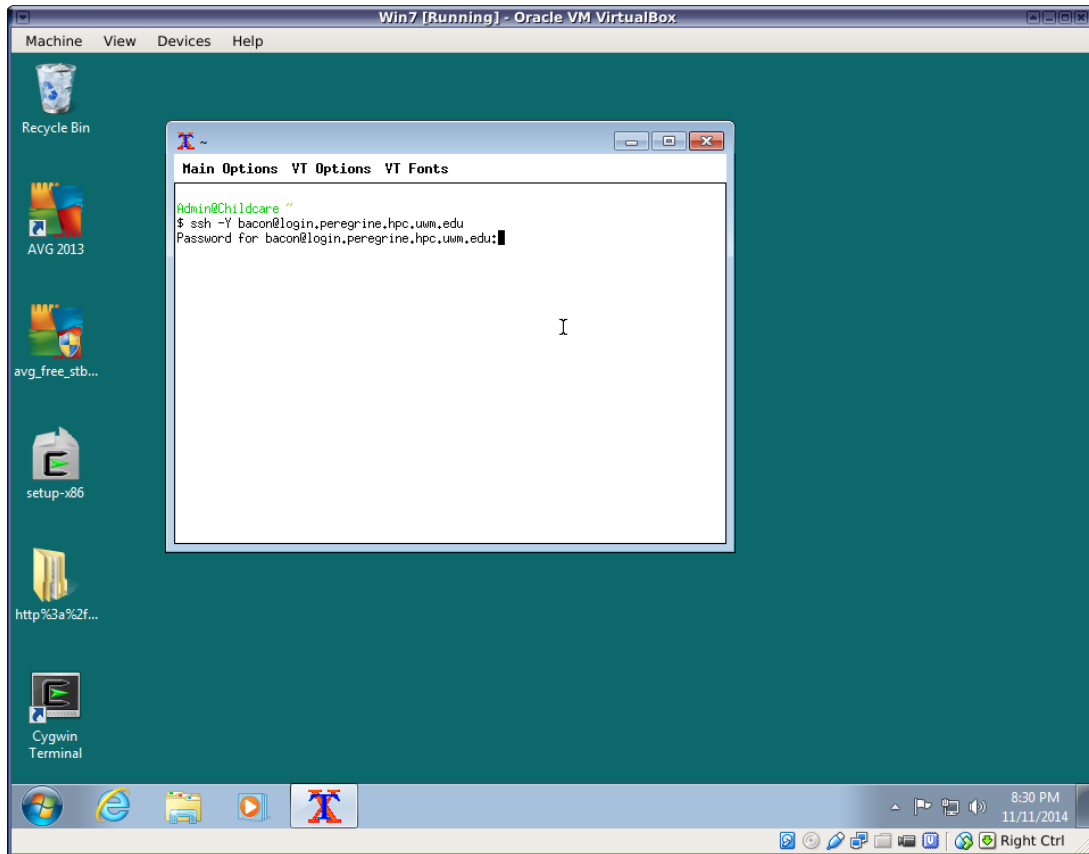 Win7 [Running] - Oracle VM VirtualBox
Machine View Devices Help
Recycle Bin
AVG 2013
avg_free_stb...
setup-x86
http%3a%2f...
Cygwin
Terminal
~
Main Options VT Options VT Fonts
Admin@Childcare ~
$ ssh -Y bacon@login.peregrine.hpc.uwm.edu
Password for bacon@login.peregrine.hpc.uwm.edu:
8:30 PM
11/11/2014
Right Ctrl